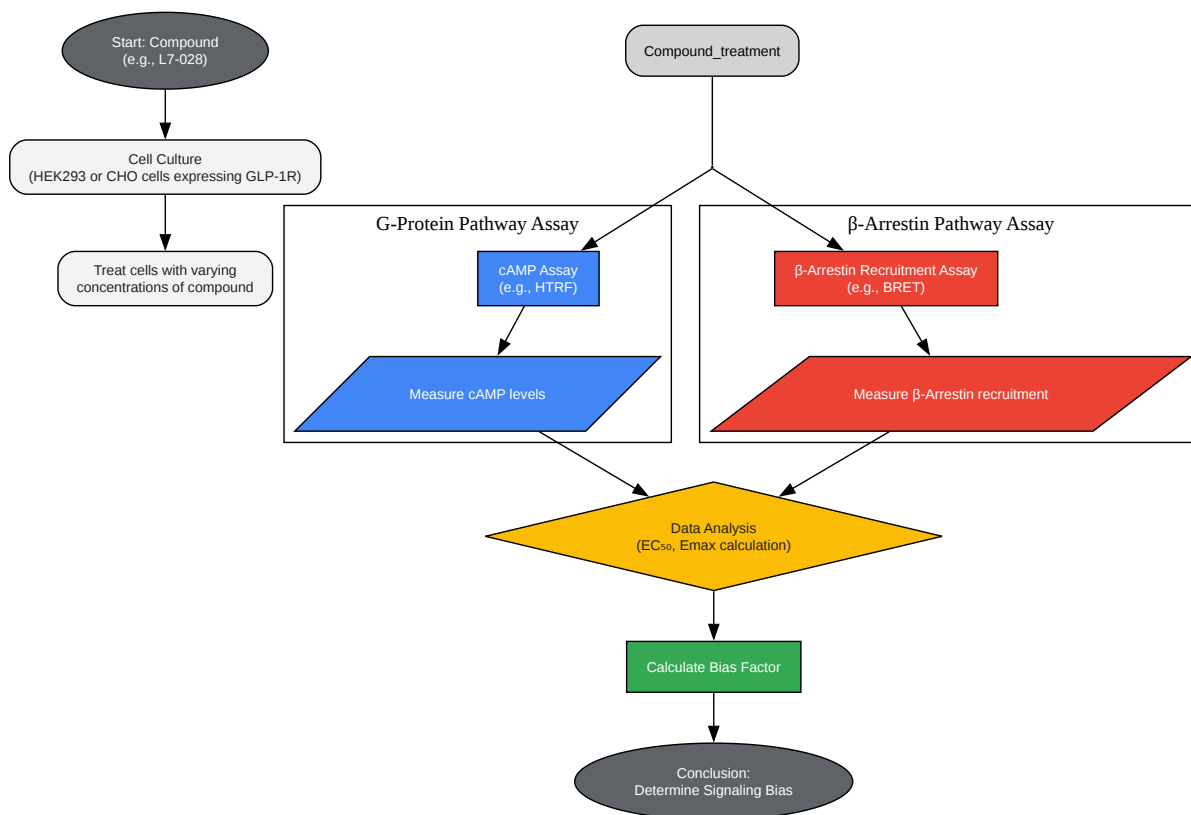 Start: Compound
(e.g., L7-028)
Compound_treatment
Cell Culture
(HEK293 or CHO cells expressing GLP-1R)
Treat cells with varying
concentrations of compound
G-Protein Pathway Assay
cAMP Assay
(e.g., HTRF)
Measure cAMP levels
β-Arrestin Pathway Assay
β-Arrestin Recruitment Assay
(e.g., BRET)
Measure β-Arrestin recruitment
Data Analysis
(EC₅₀, Emax calculation)
Calculate Bias Factor
Conclusion:
Determine Signaling Bias